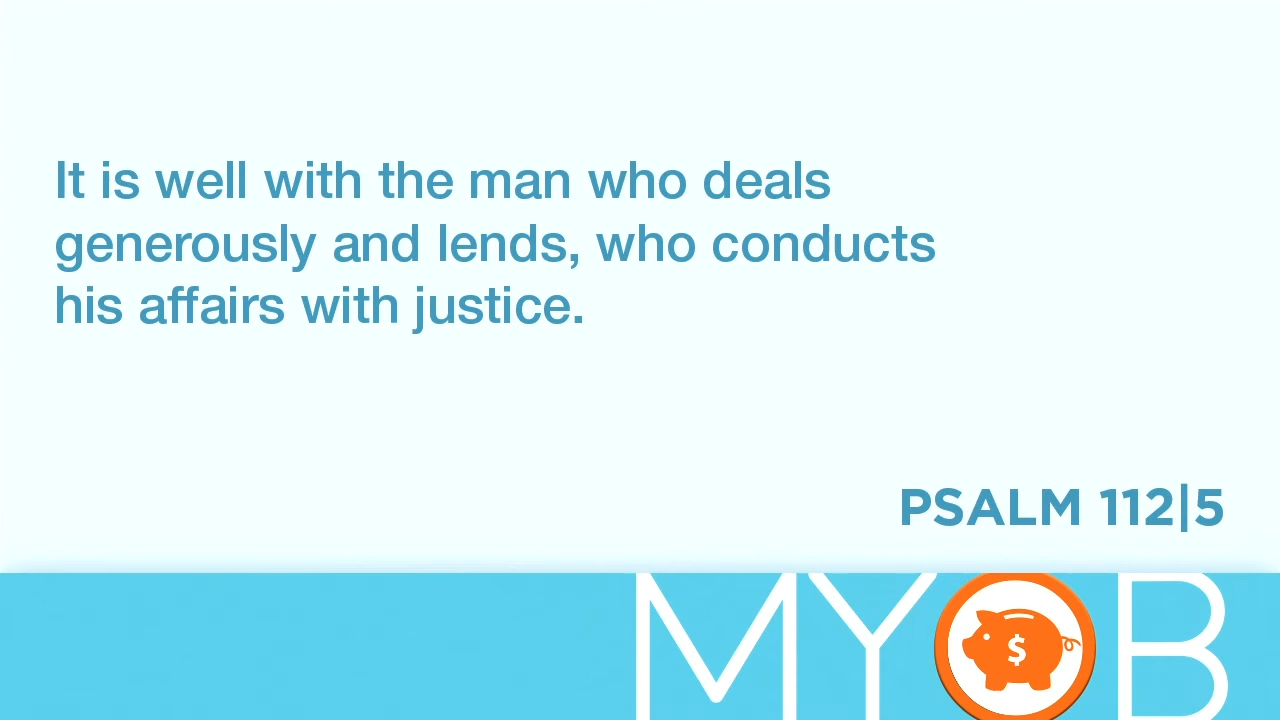 It is well with the man who deals
generously and lends, who conducts
his affairs with justice.
PSALM 112|5
MYOB
$